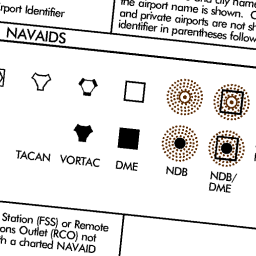 rport Identifier
the airport name is shown.
and private airports are not sh
identifier in parentheses follow
NAVAIDS
TACAN VORTAC DME NDB NDB/
DME
Station (FSS) or Remote
ons Outlet (RCO) not
th a charted NAVAID